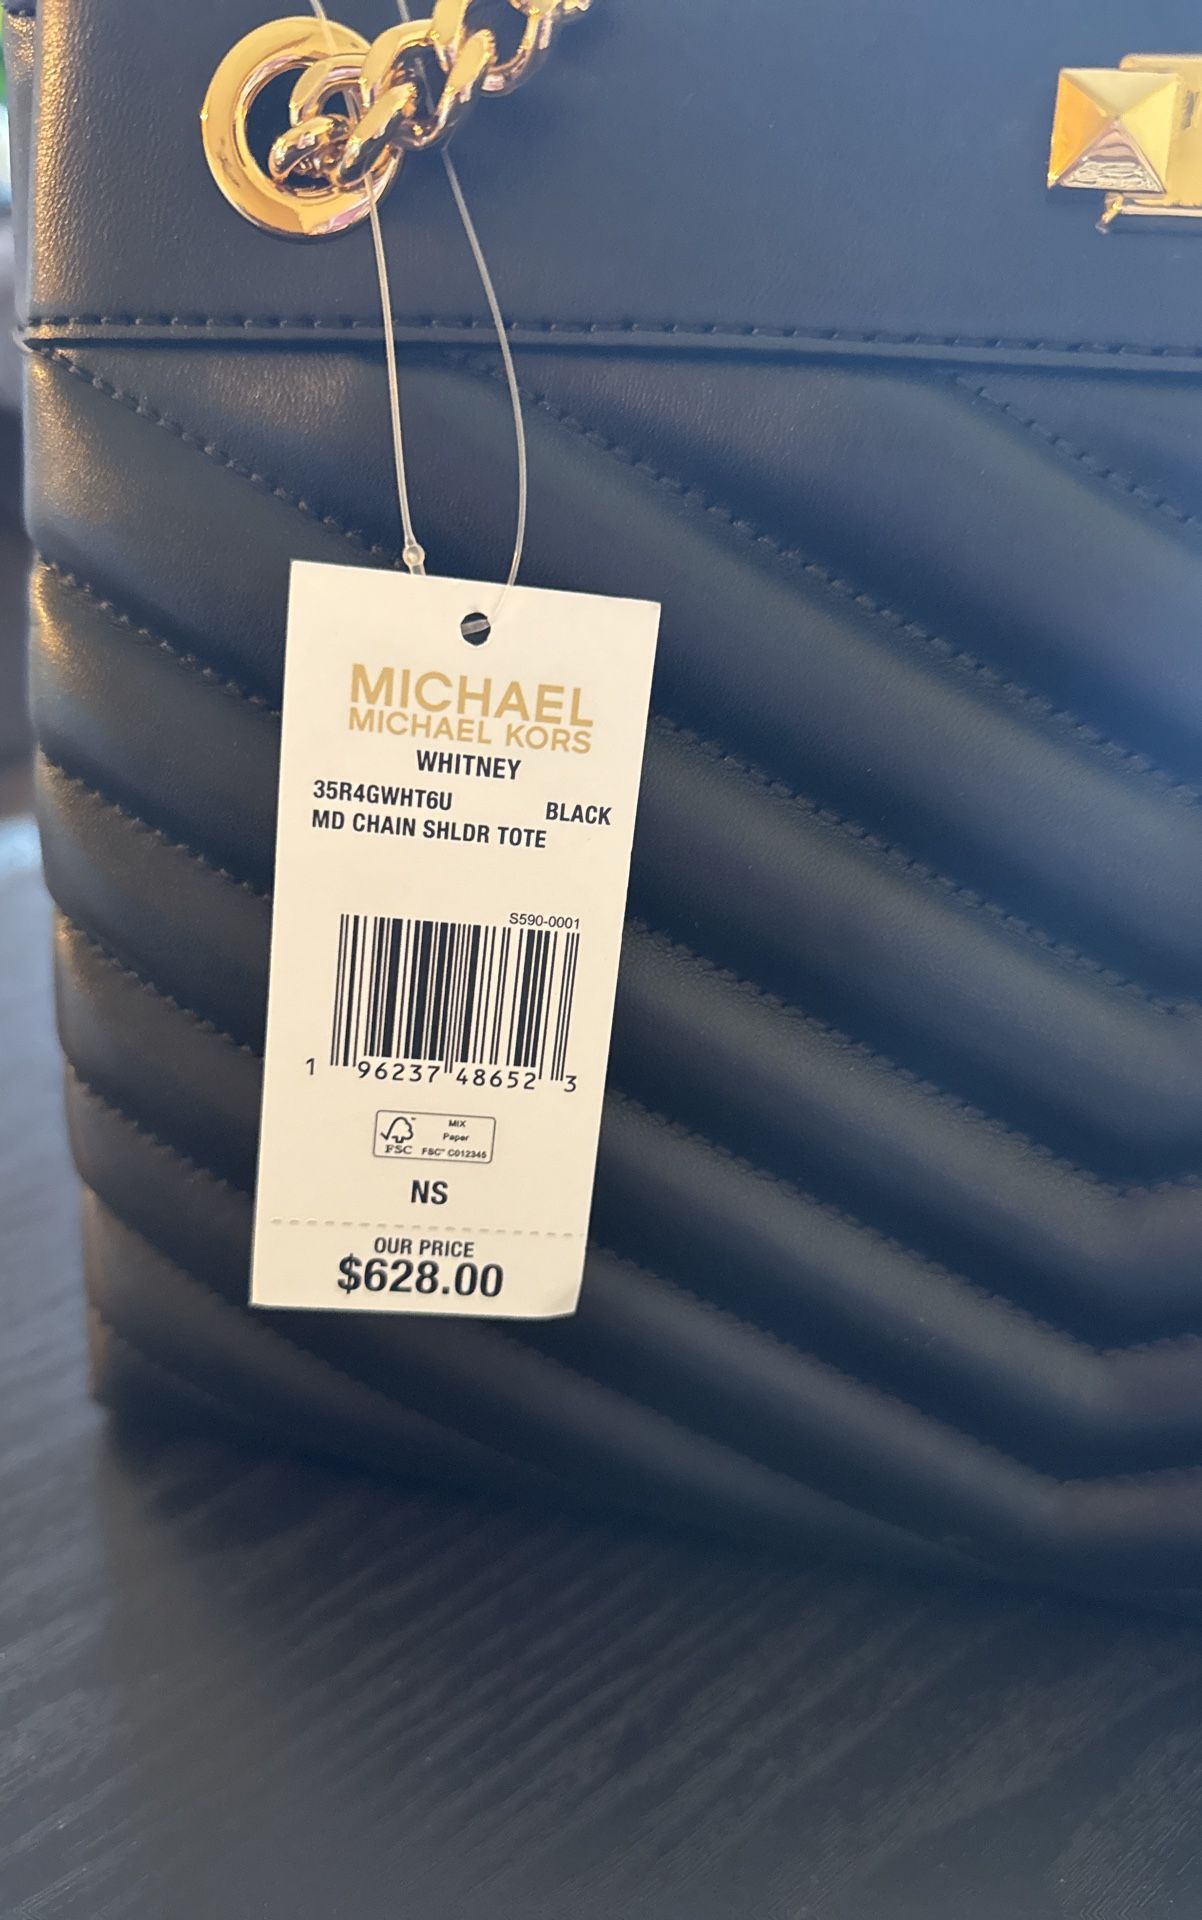 MICHAEL
MICHAEL KORS
WHITNEY
35R4GWHT6U BLACK
MD CHAIN SHLDR TOTE
S590-0001
1 96237 48652 3
MIX
Paper
FSC FSC™ C012345
NS
OUR PRICE
$628.00